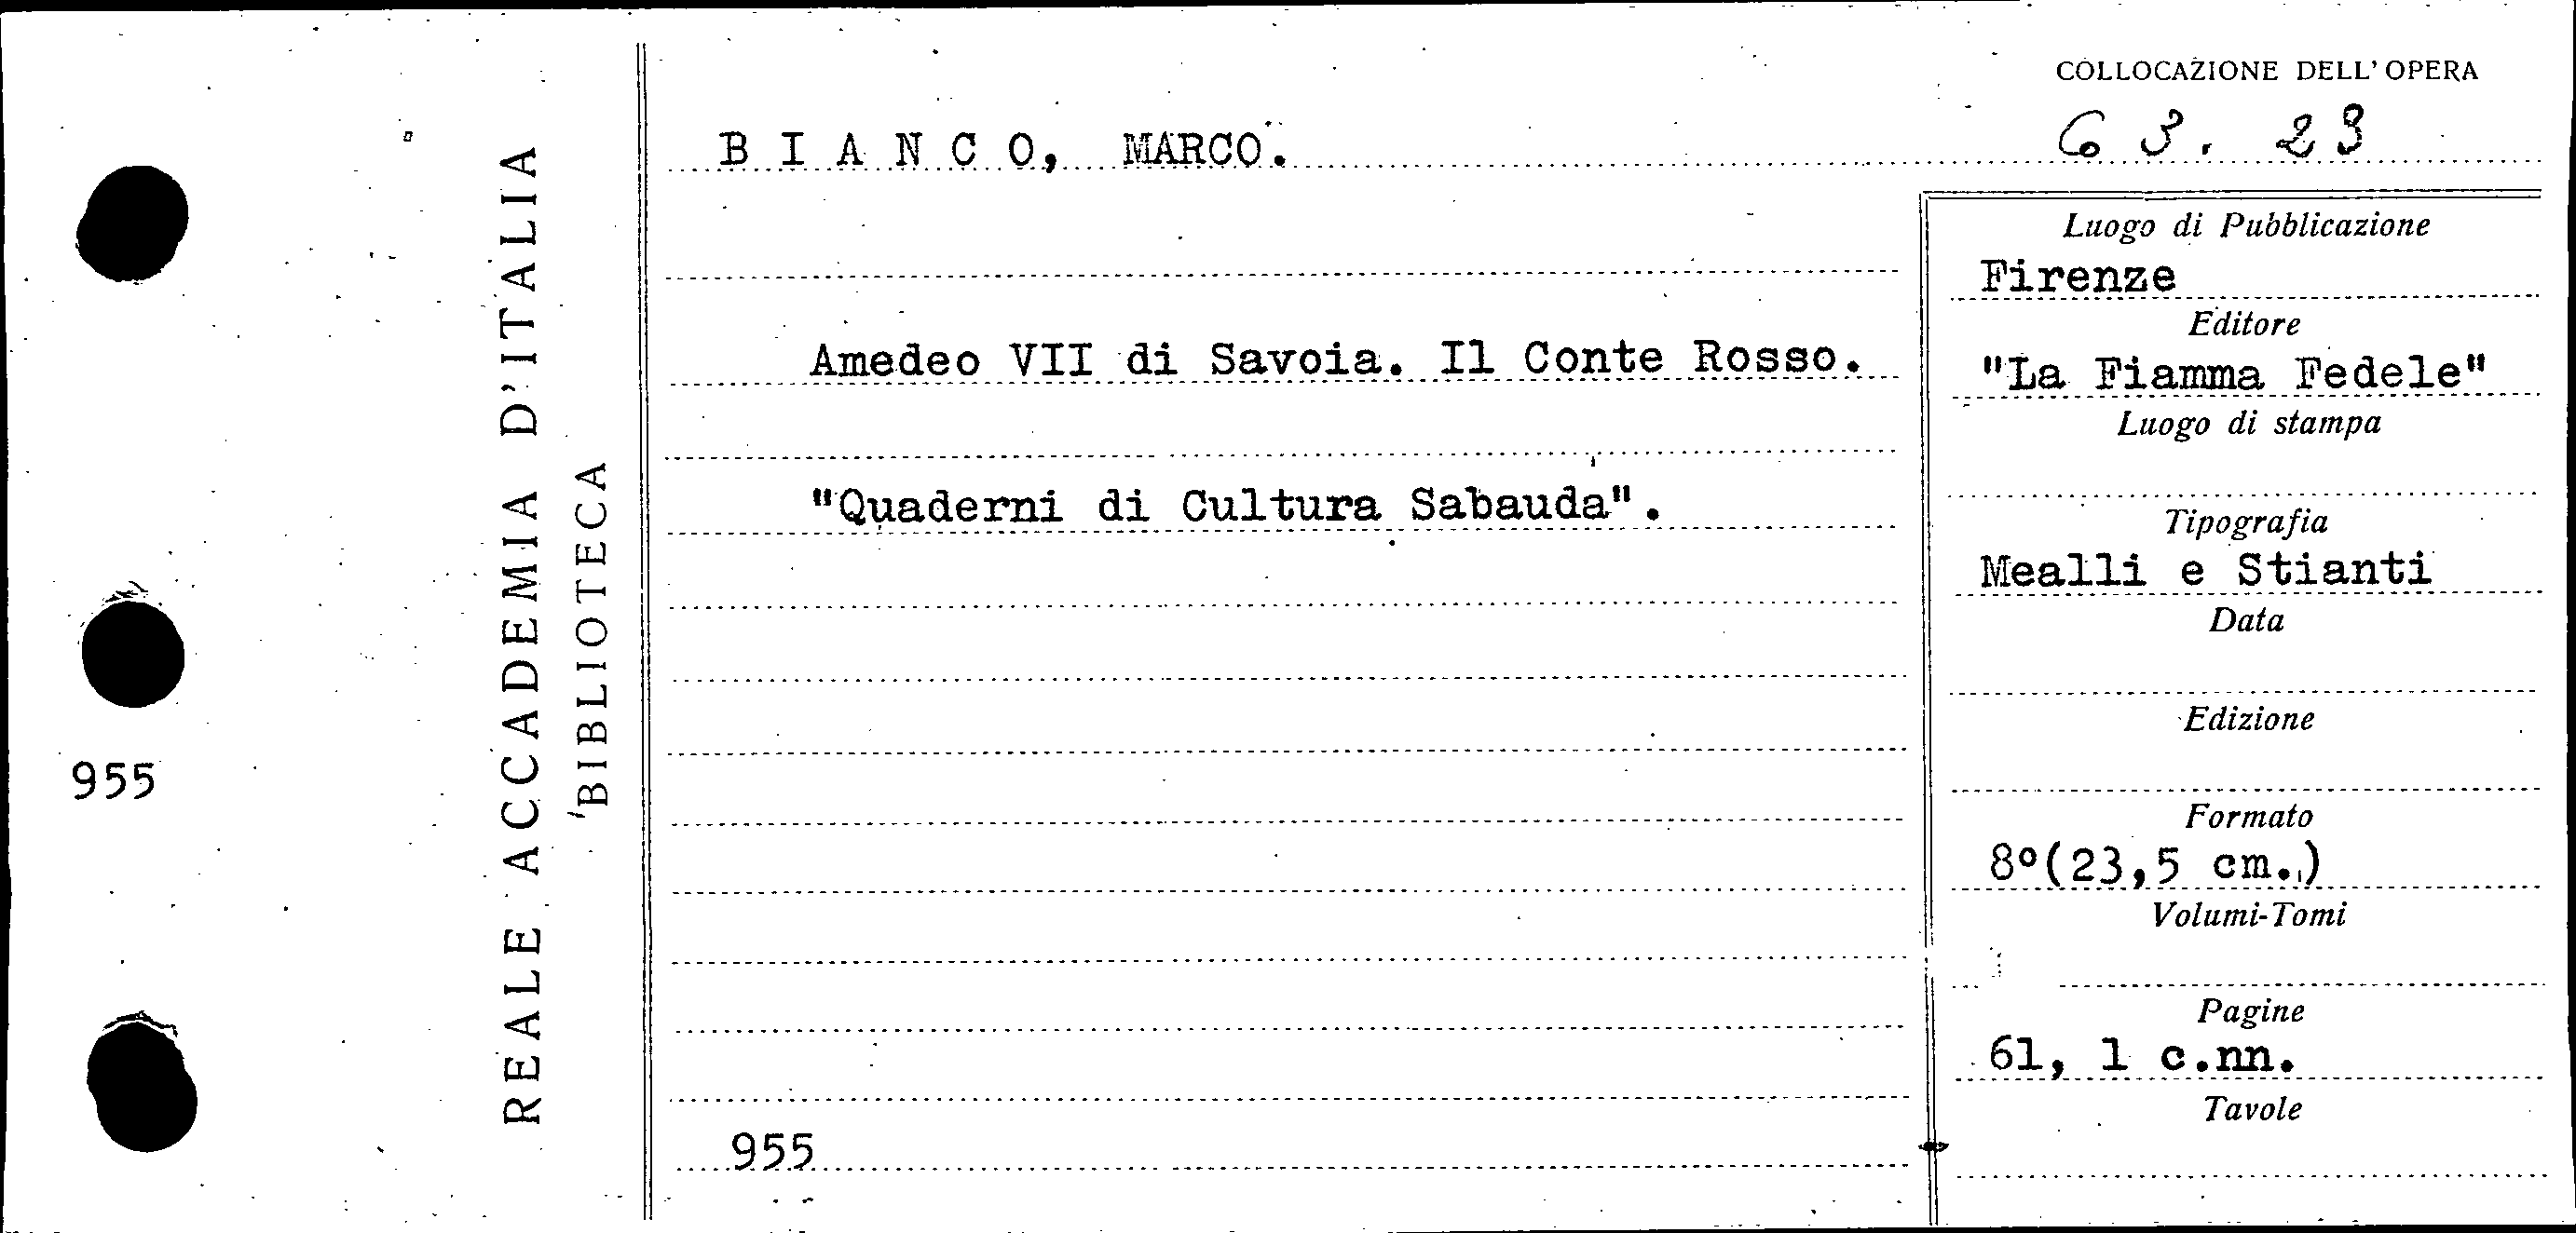 REALE ACCADEMIA D'ITALIA
BIBLIOTECA
955
COLLOCAZIONE DELL'OPERA
63.23
B I A N C O, MARCO.
Amedeo VII di Savoia. Il Conte Rosso.
"Quaderni di Cultura Sabauda".
955
Luogo di Pubblicazione
Firenze
Editore
"La Fiamma Fedele"
Luogo di stampa
Tipografia
Mealli e Stianti
Data
Edizione
Formato
8°(23,5 cm.)
Volumi-Tomi
Pagine
61, 1 c.nn.
Tavole